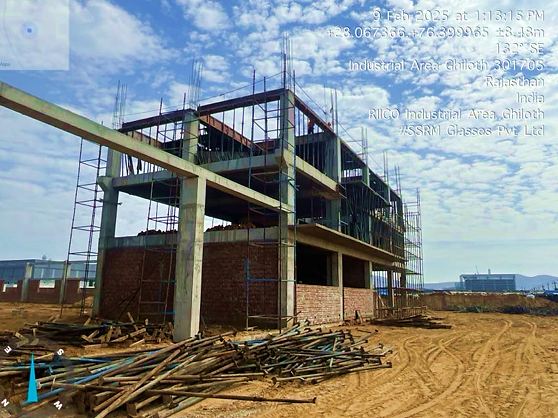 9 Feb 2025 at 1:13:15 PM
+28.067366,+76.399965 ±8.48m
132° SE
Industrial Area Ghiloth 301706
Rajasthan
India
RIICO Industrial Area Ghiloth
#SSRM Glasses Pvt Ltd
N
E
S
W